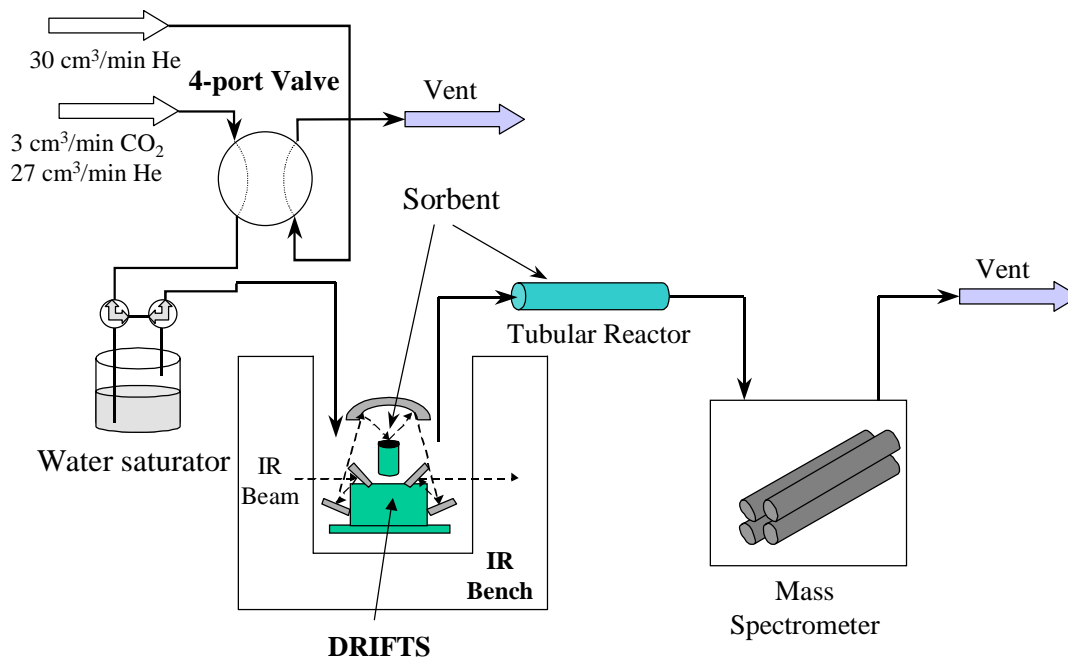 30 cm³/min He
4-port Valve
Vent
3 cm³/min CO₂
27 cm³/min He
Sorbent
Vent
Tubular Reactor
Water saturator
IR
Beam
IR
Bench
Mass
Spectrometer
DRIFTS